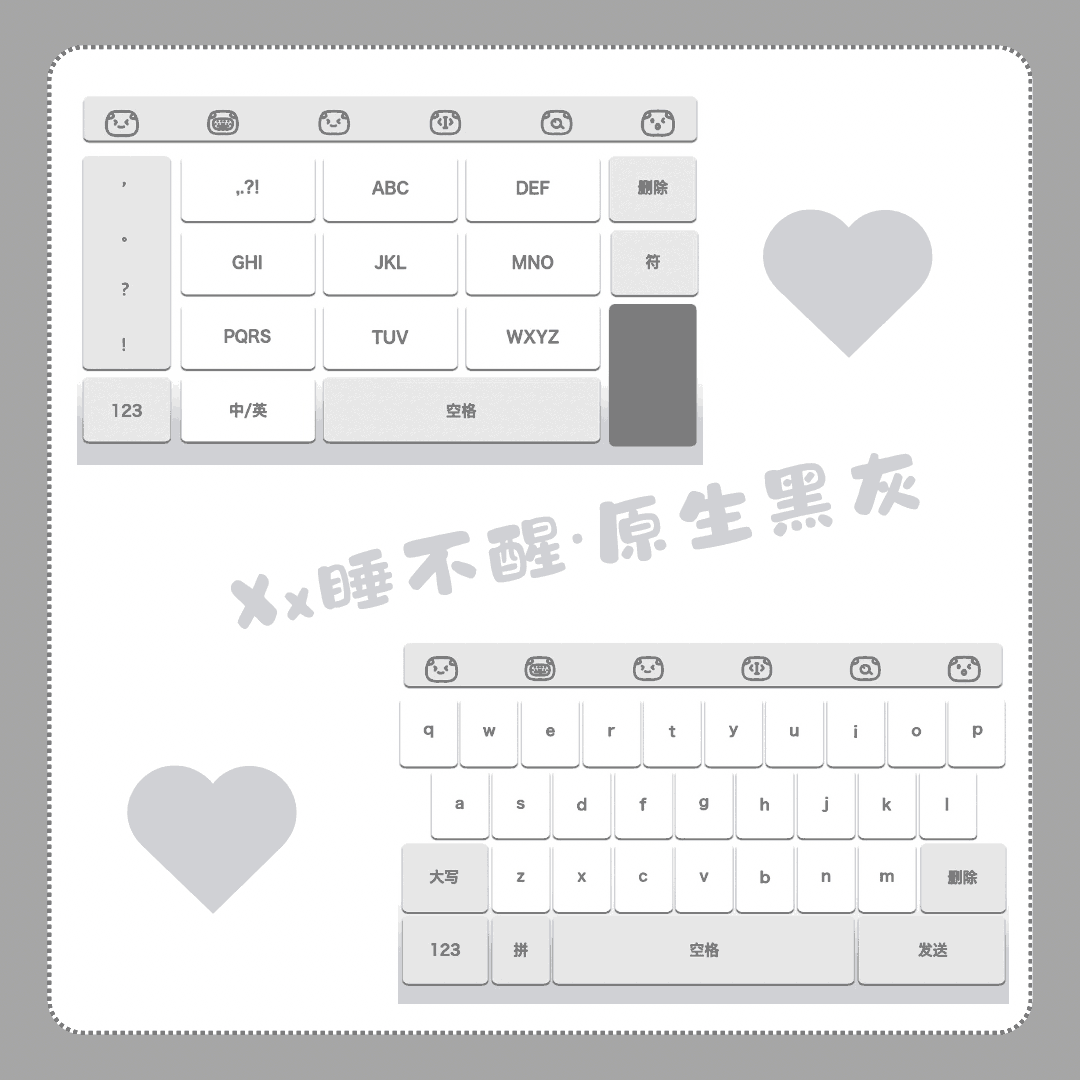 ，
。
?
!
,.?!
ABC
DEF
删除
GHI
JKL
MNO
符
PQRS
TUV
WXYZ
123
中/英
空格
Xx睡不醒·原生黑灰
q w e r t y u i o p
a s d f g h j k l
大写 z x c v b n m 删除
123 拼 空格 发送